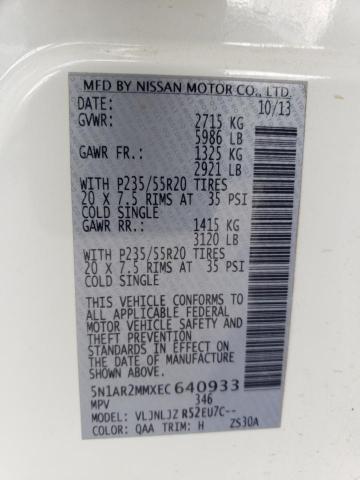 MFD BY NISSAN MOTOR CO., LTD.
DATE: 10/13
GVWR: 2715 KG
5986 LB
GAWR FR.: 1325 KG
2921 LB
WITH P235/55R20 TIRES
20 X 7.5 RIMS AT 35 PSI
COLD SINGLE
GAWR RR.: 1415 KG
3120 LB
WITH P235/55R20 TIRES
20 X 7.5 RIMS AT 35 PSI
COLD SINGLE
THIS VEHICLE CONFORMS TO
ALL APPLICABLE FEDERAL
MOTOR VEHICLE SAFETY AND
THEFT PREVENTION
STANDARDS IN EFFECT ON
THE DATE OF MANUFACTURE
SHOWN ABOVE.
5N1AR2MMXEC640933
MPV 346
MODEL: VLJNLJZ R52EU7C--
COLOR: QAA TRIM: H ZS30A